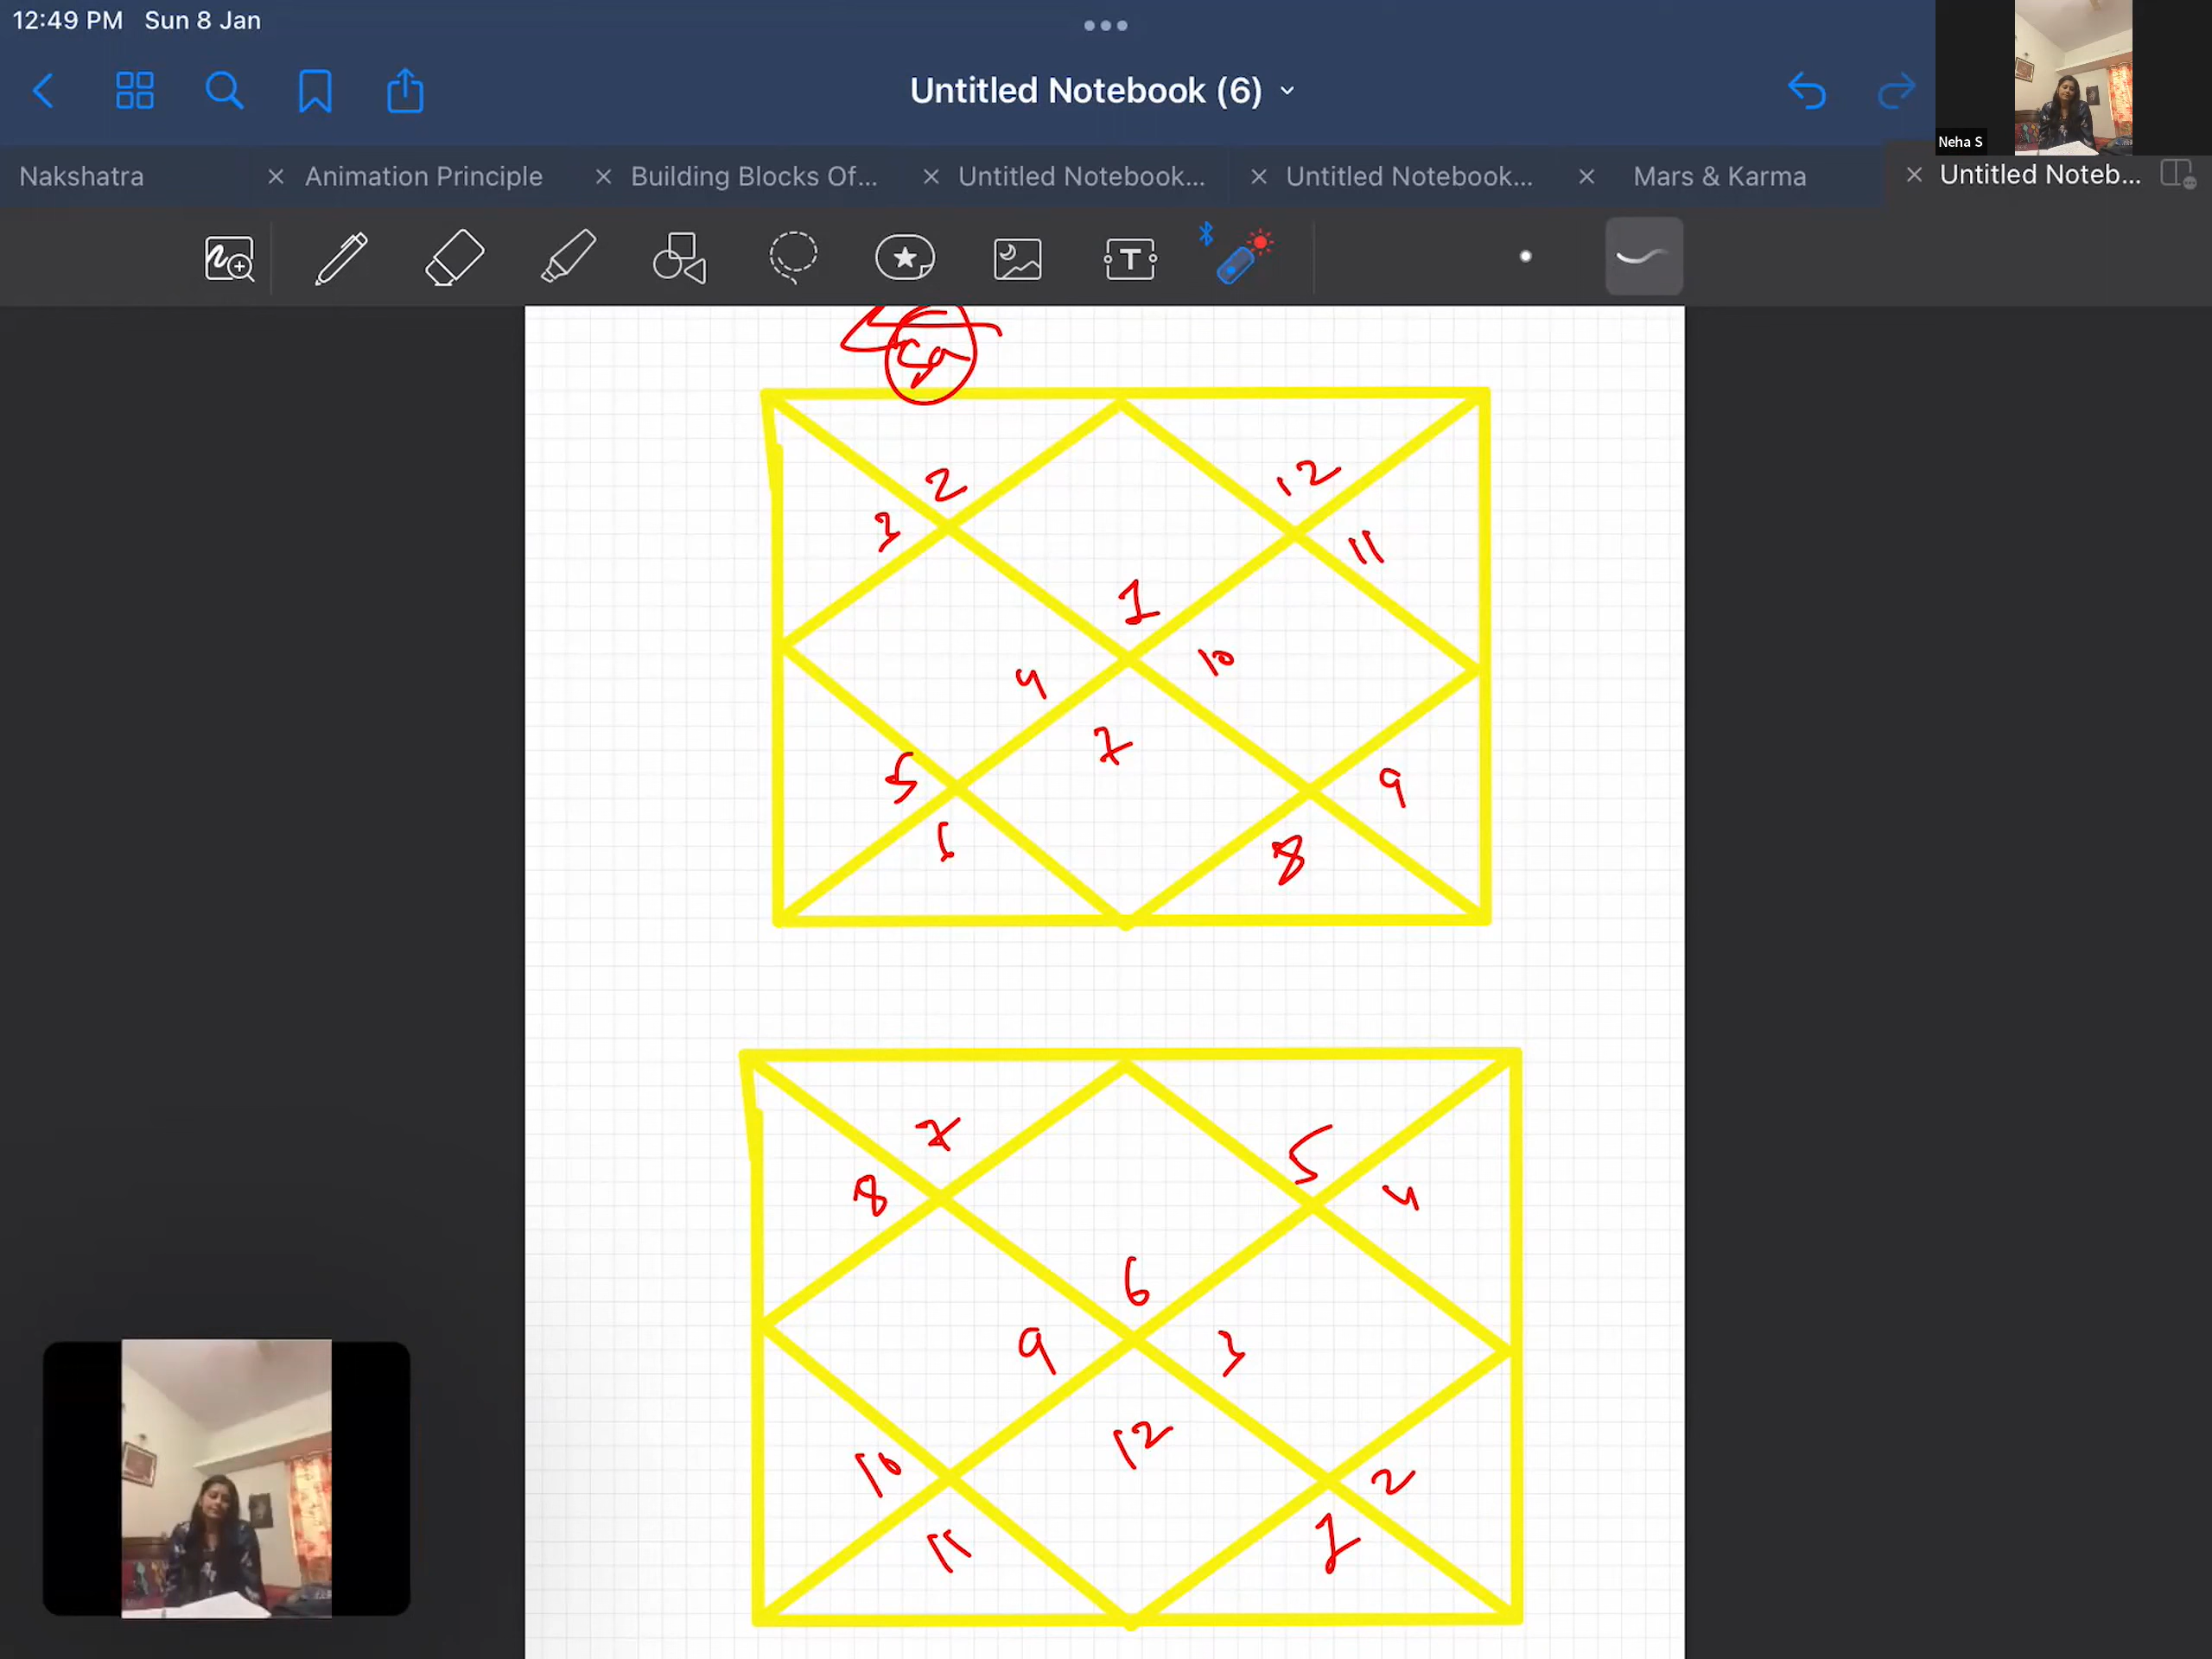 12:49 PM Sun 8 Jan
Untitled Notebook (6)
Neha S
Nakshatra
Animation Principle
Building Blocks Of...
Untitled Notebook...
Untitled Notebook...
Mars & Karma
Untitled Noteb...
T
Sa
2
12
3
11
1
4
10
7
5
9
8
7
5
8
4
6
9
3
12
10
2
11
1